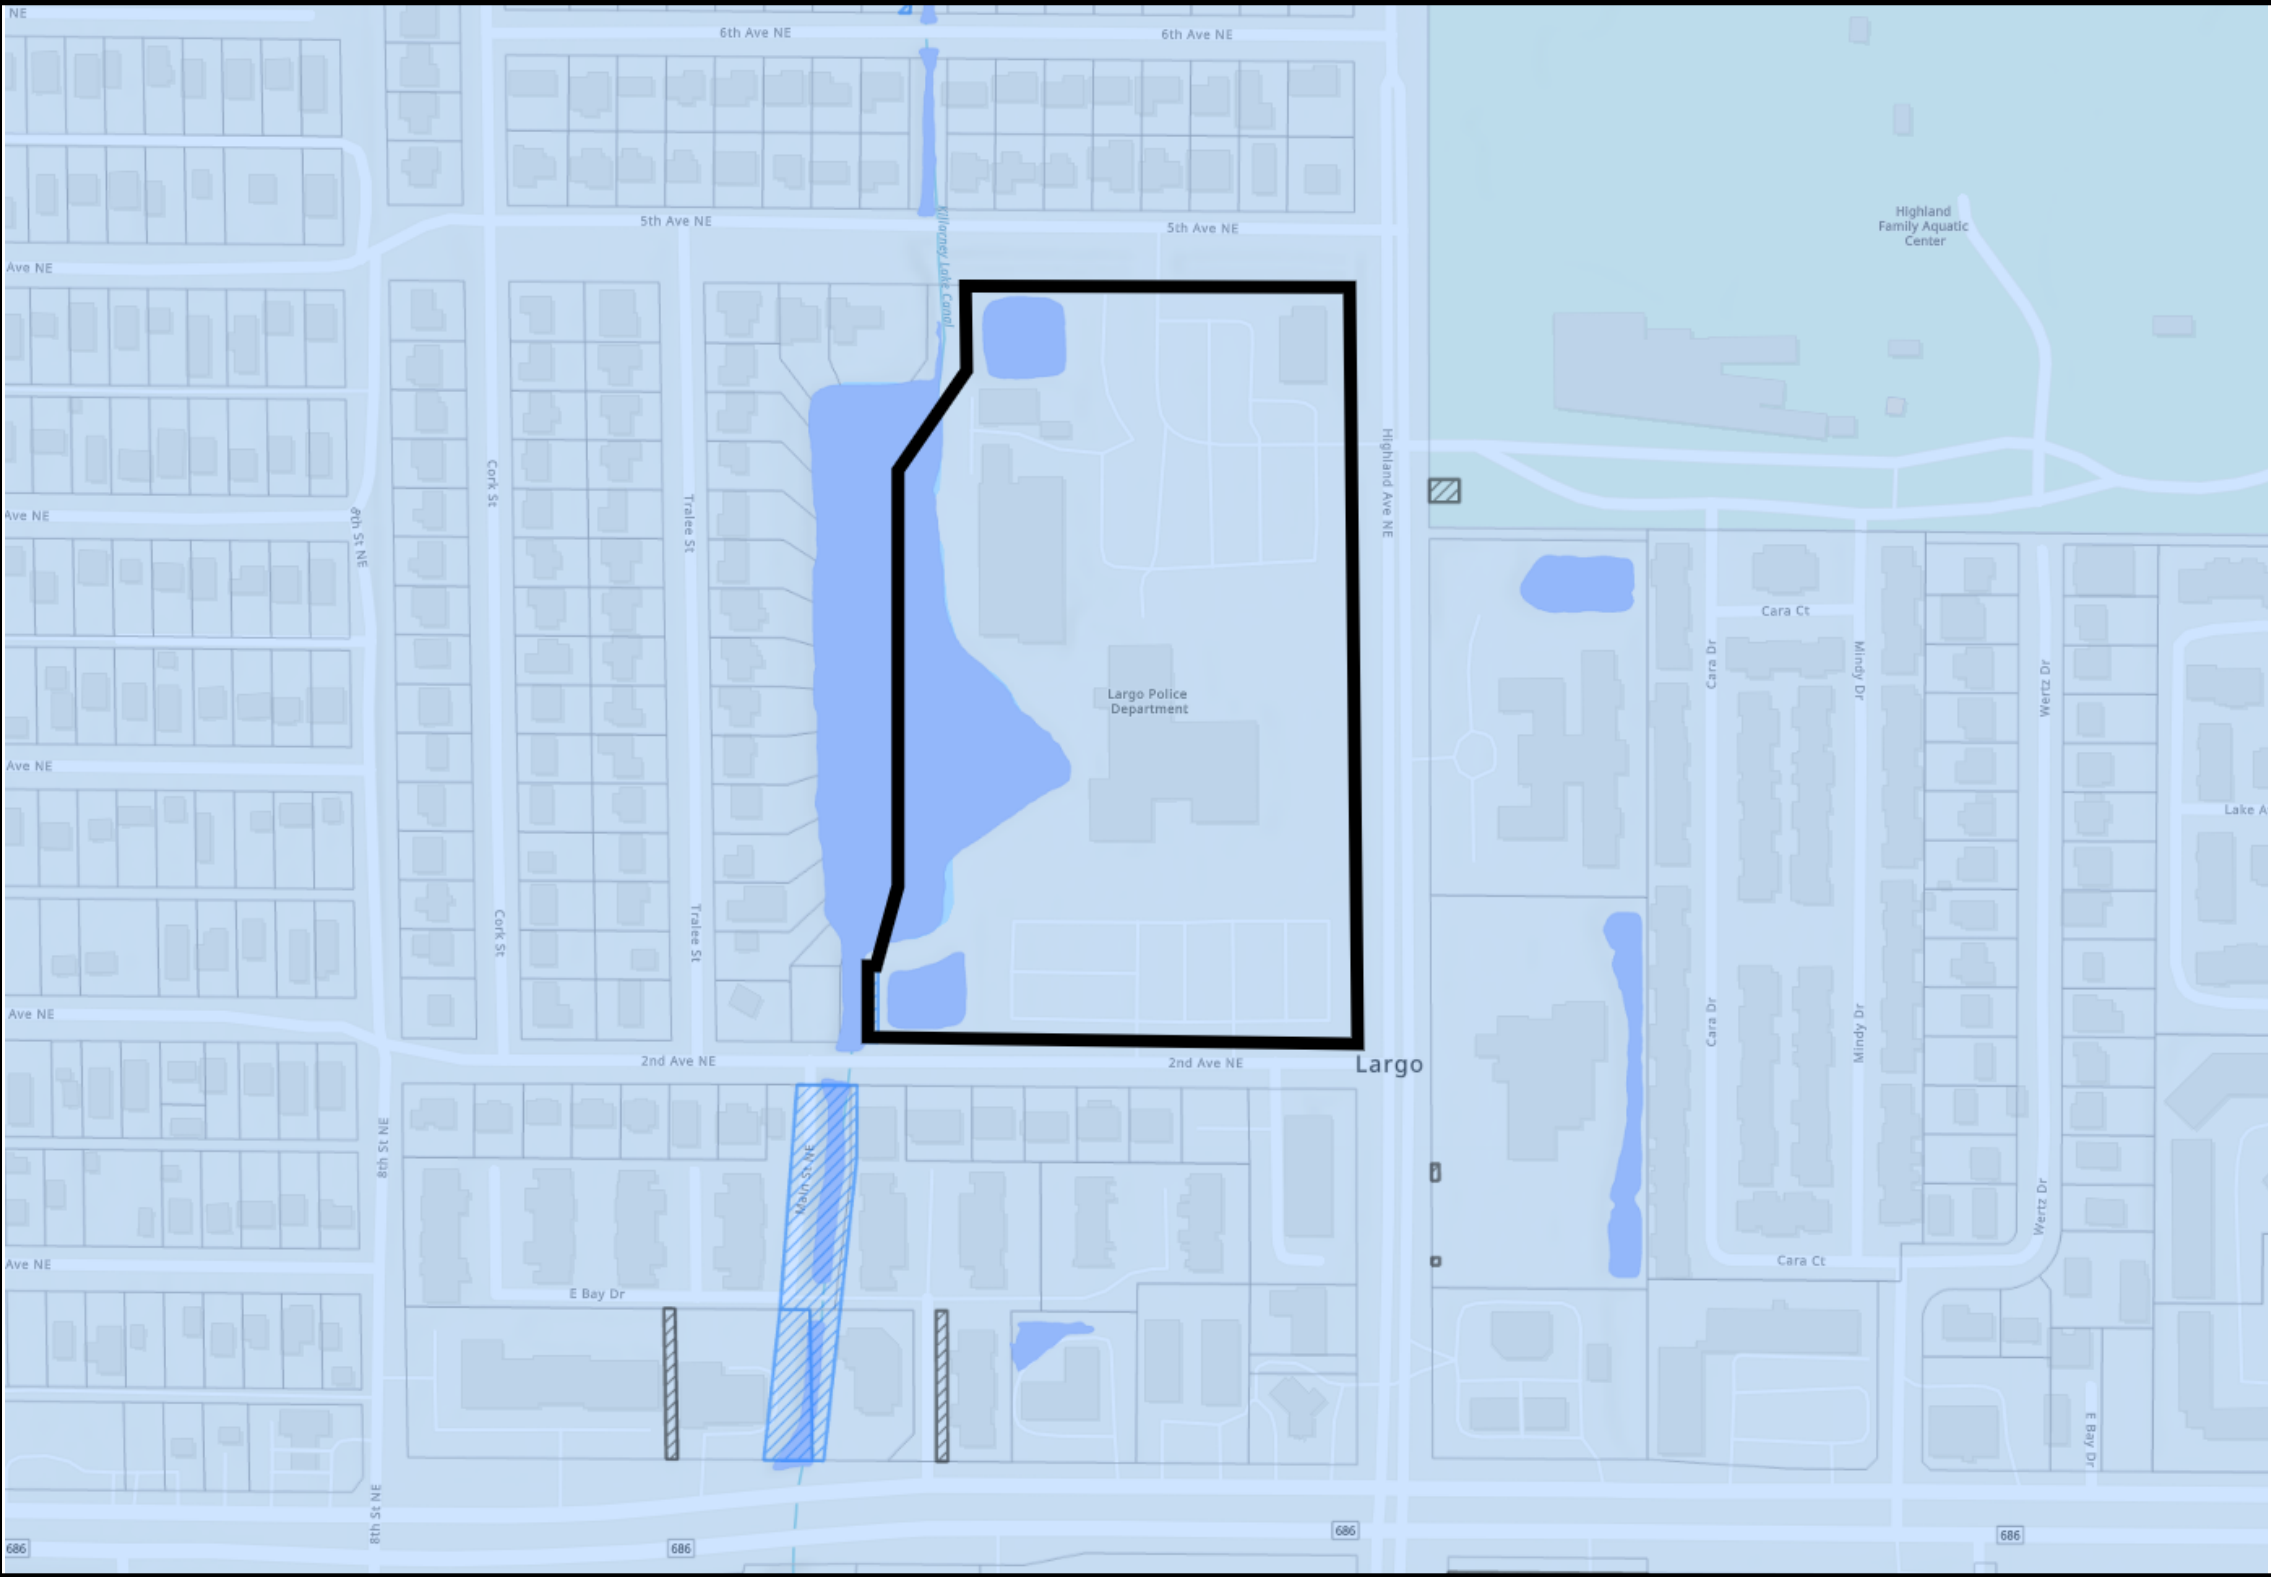 NE
6th Ave NE
6th Ave NE
5th Ave NE
5th Ave NE
Highland
Family Aquatic
Center
Ave NE
Killarney Lake Canal
Cork St
Tralee St
Highland Ave NE
Ave NE
8th St NE
Cara Ct
Cara Dr
Mindy Dr
Wertz Dr
Largo Police
Department
Ave NE
Lake A
Cork St
Tralee St
Ave NE
Cara Dr
Mindy Dr
2nd Ave NE
2nd Ave NE
Largo
8th St NE
Main St NE
Wertz Dr
Ave NE
Cara Ct
E Bay Dr
E Bay Dr
8th St NE
686
686
686
686